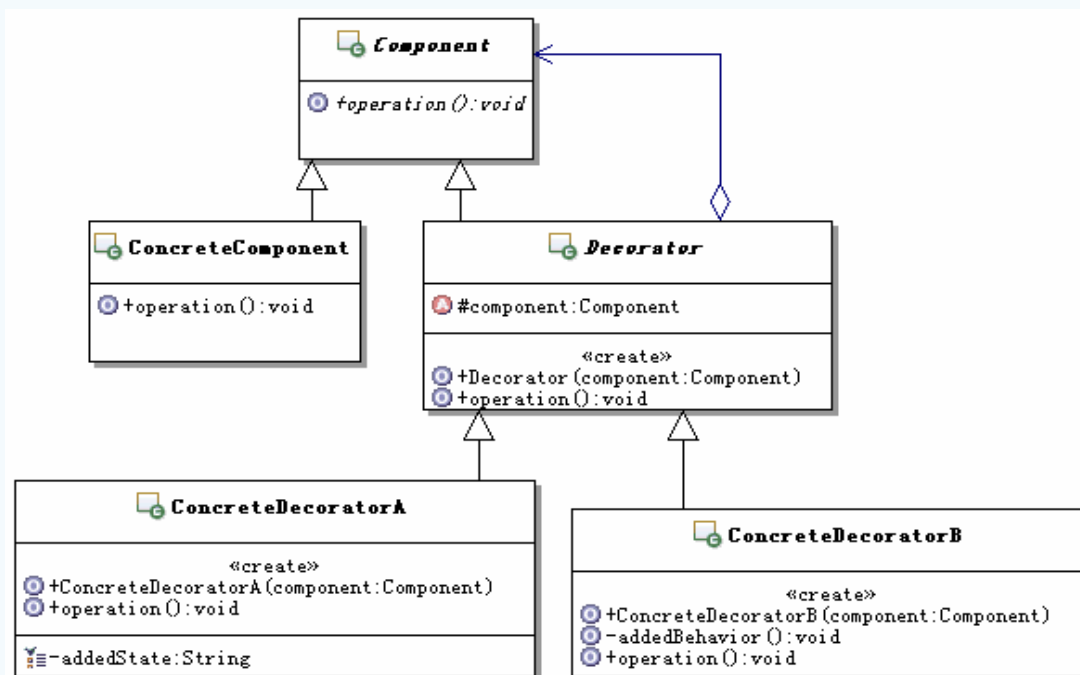 Component
+operation():void
ConcreteComponent
+operation():void
Decorator
#component:Component
«create»
+Decorator(component:Component)
+operation():void
ConcreteDecoratorA
«create»
+ConcreteDecoratorA(component:Component)
+operation():void
-addedState:String
ConcreteDecoratorB
«create»
+ConcreteDecoratorB(component:Component)
-addedBehavior():void
+operation():void